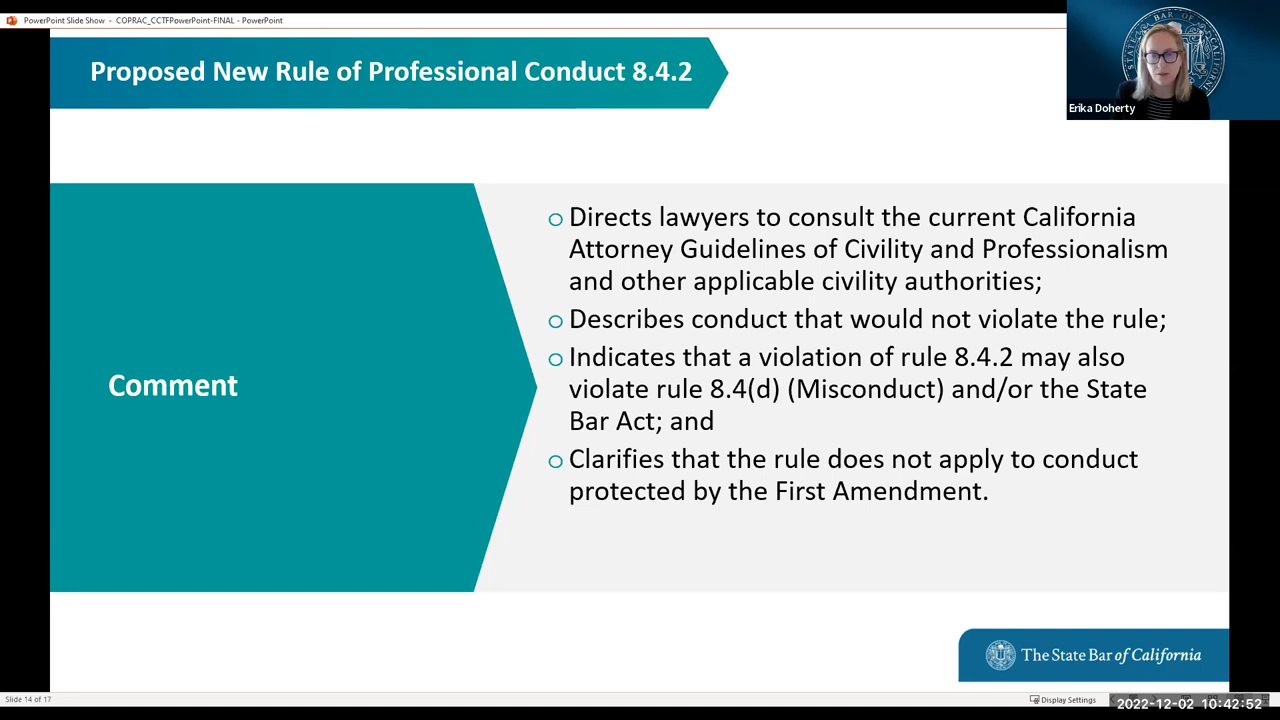 PowerPoint Slide Show - COPRAC_CCTFPowerPoint-FINAL - PowerPoint
Proposed New Rule of Professional Conduct 8.4.2
Erika Doherty
Comment
Directs lawyers to consult the current California
Attorney Guidelines of Civility and Professionalism
and other applicable civility authorities;
Describes conduct that would not violate the rule;
Indicates that a violation of rule 8.4.2 may also
violate rule 8.4(d) (Misconduct) and/or the State
Bar Act; and
Clarifies that the rule does not apply to conduct
protected by the First Amendment.
The State Bar of California
Slide 14 of 17
Display Settings
2022-12-02 10:42:52